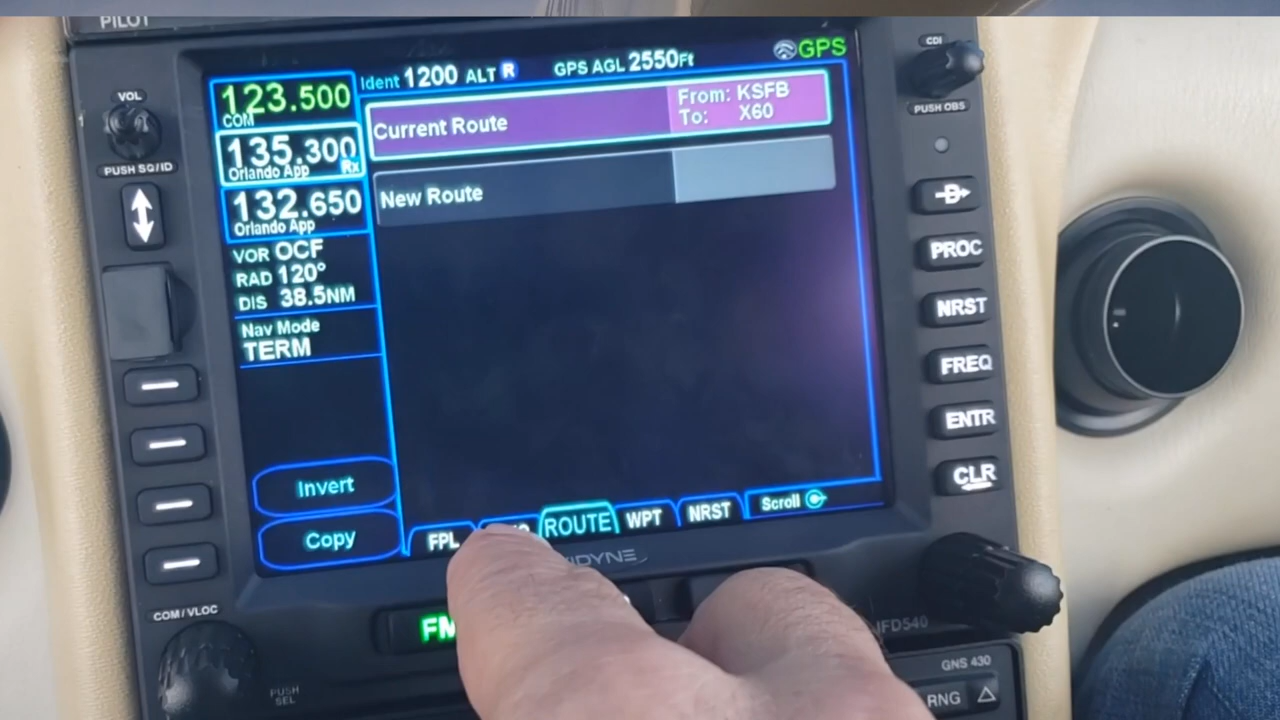 PILOT
Ident 1200 ALT R GPS AGL 2550Ft GPS
123.500
COM
135.300
Orlando App Rx
132.650
Orlando App
VOR OCF
RAD 120°
DIS 38.5NM
Nav Mode
TERM
Invert
Copy
Current Route
From: KSFB
To: X60
New Route
FPL
ROUTE
WPT
NRST
Scroll
VOL
PUSH SQ/ID
COM/VLOC
PUSH
SEL
CDI
PUSH OBS
D
PROC
NRST
FREQ
ENTR
CLR
IFD540
GNS 430
RNG